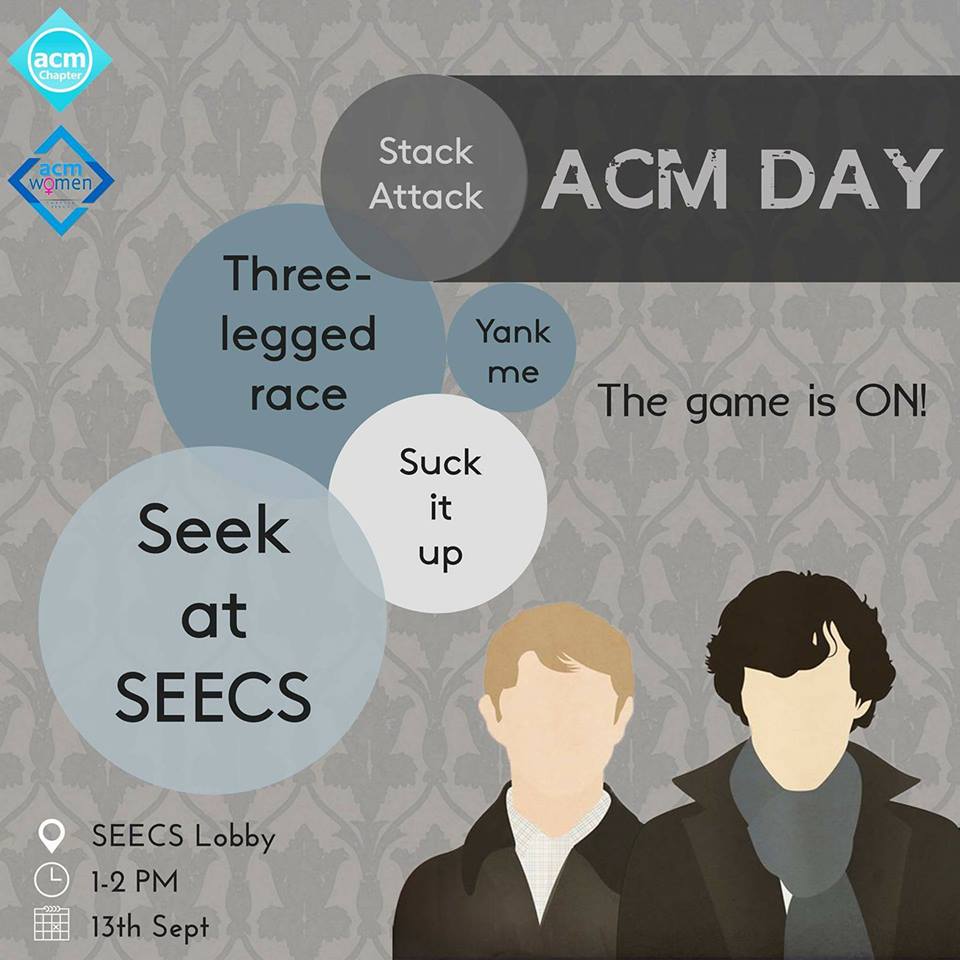 acm
Chapter
acm
women
Stack
Attack
ACM DAY
Three-
legged
race
Yank
me
The game is ON!
Suck
it
up
Seek
at
SEECS
SEECS Lobby
1-2 PM
13th Sept